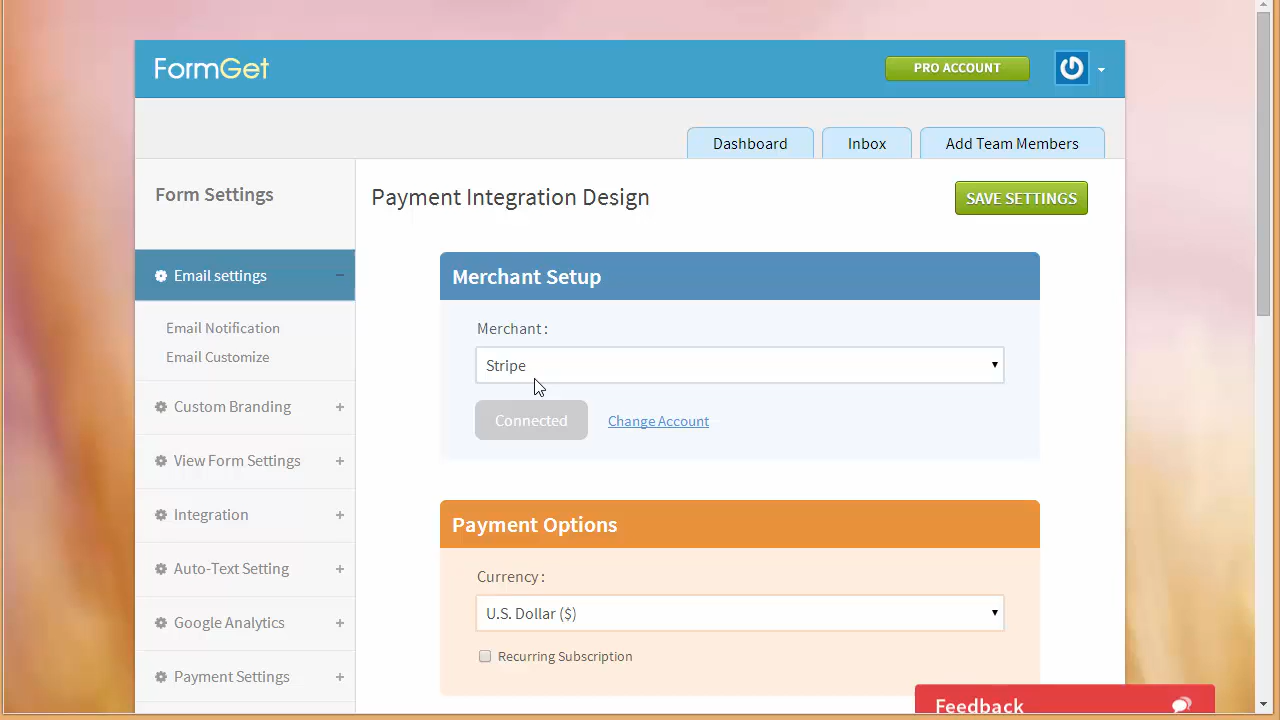 FormGet
PRO ACCOUNT
Dashboard
Inbox
Add Team Members
Form Settings
Payment Integration Design
SAVE SETTINGS
Email settings
Email Notification
Email Customize
Custom Branding
View Form Settings
Integration
Auto-Text Setting
Google Analytics
Payment Settings
Merchant Setup
Merchant :
Stripe
Connected
Change Account
Payment Options
Currency :
U.S. Dollar ($)
Recurring Subscription
Feedback